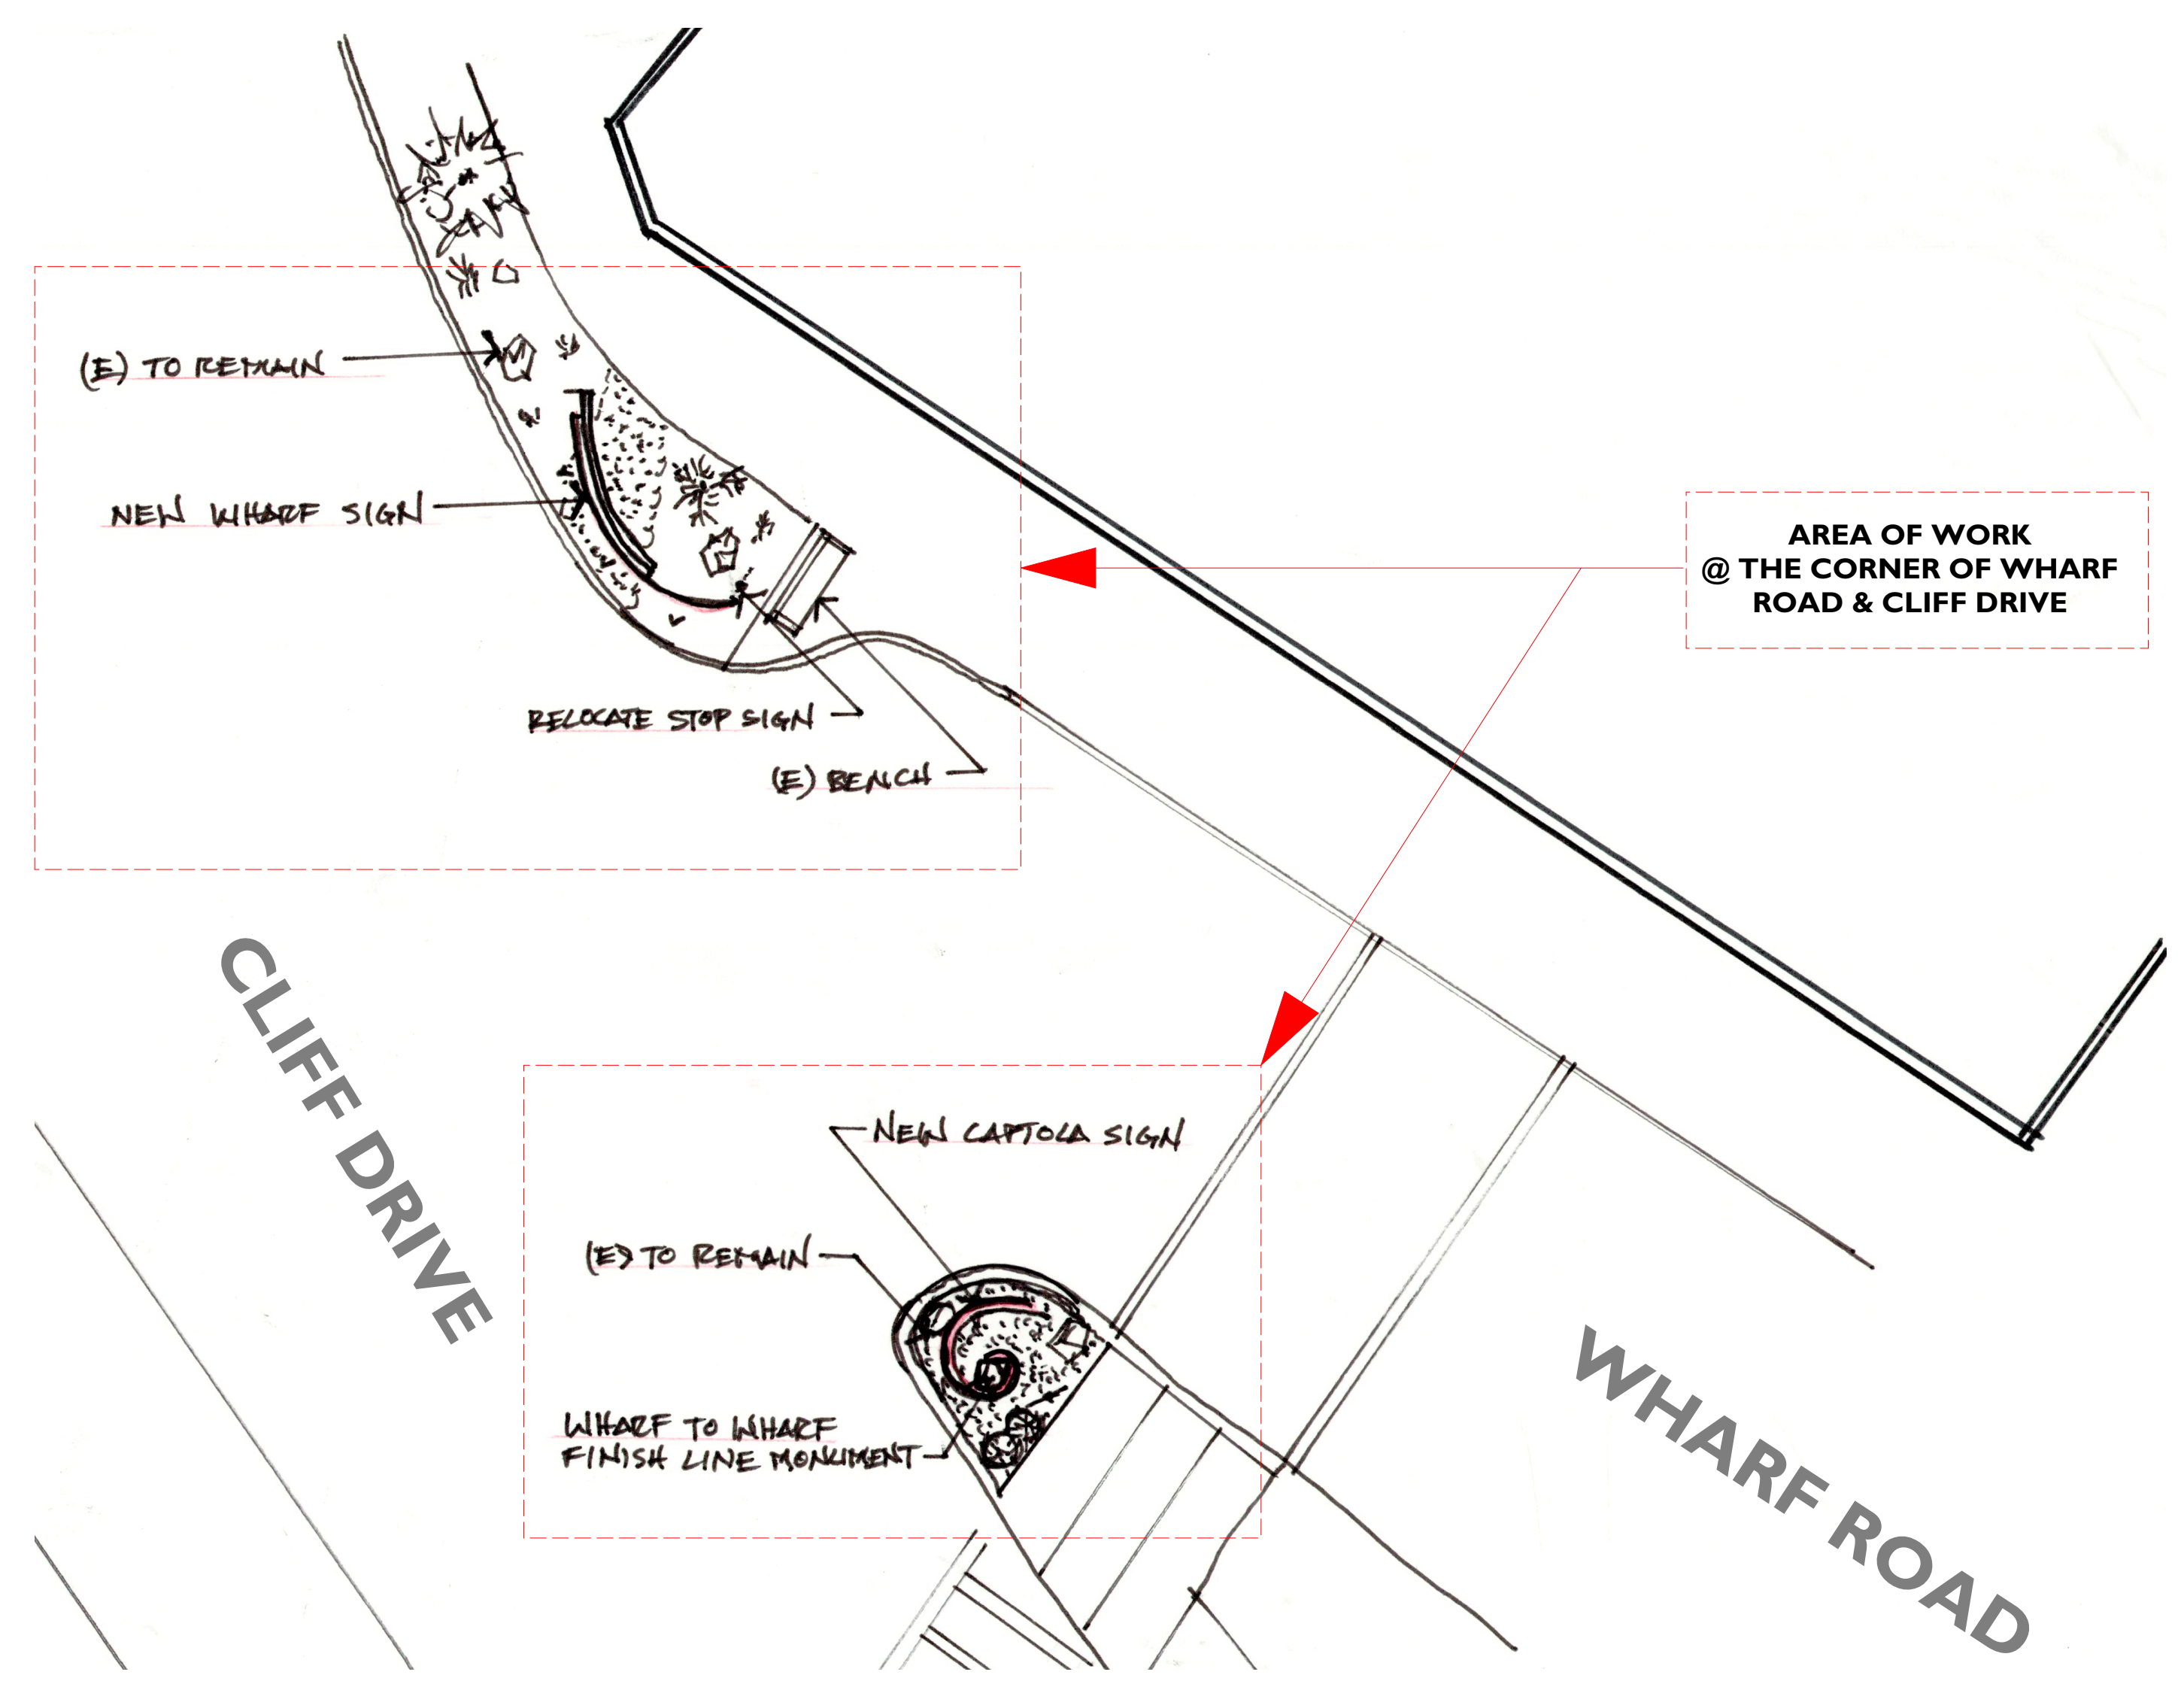 (E) TO REMAIN
NEW WHARF SIGN
AREA OF WORK
@ THE CORNER OF WHARF
ROAD & CLIFF DRIVE
RELOCATE STOP SIGN
(E) BENCH
CLIFF DRIVE
NEW CAPTOLA SIGN
(E) TO REMAIN
WHARF TO WHARF
FINISH LINE MONUMENT
WHARF ROAD